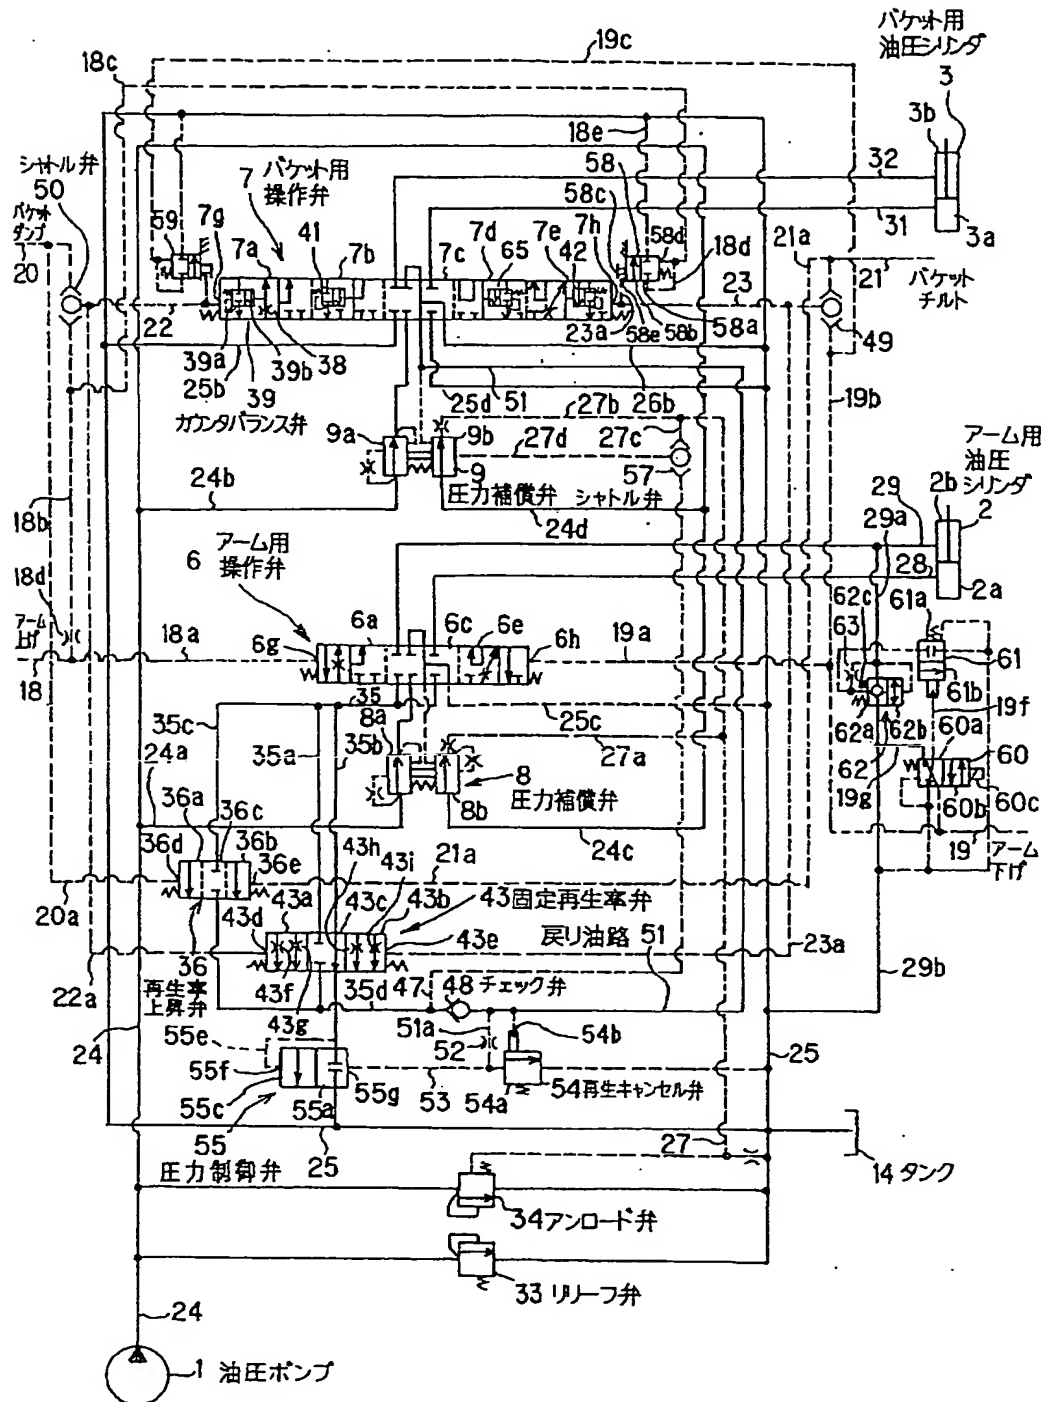 バケット用
油圧シリンダ
19c
18c
3
3b
18e
シャトル弁
50
7 バケット用
操作弁
58
58c
32
バケット
ダンプ
20
59
7g
7a
41
7b
7c
7d
65
7e
42
7h
58d
18d
31
3a
21a
21
バケット
チルト
22
23
23a
58e
58b
58a
49
39a
25b
39
39b
38
カウンタバランス弁
25d
51
26b
27b
19b
9a
9b
27d
27c
57
9
圧力補償弁
シャトル弁
アーム用
油圧
シリンダ
24b
24d
29
2b
29a
2
18b
アーム用
操作弁
6
28
2a
18d
アーム
上げ
18
18a
6g
6a
6c
6e
6h
19a
62c
61a
63
61
61b
19f
35
25c
62a
62b
60a
35c
8a
35a
35b
27a
62
60
24a
8
圧力補償弁
8b
19g
60b
60c
36a
36c
24c
19
アーム
下げ
36d
36b
43h
43i
20a
36e
21a
43a
43c
43b
43 固定再生率弁
43d
43e
戻り油路
51
23a
36
43f
35d
47
48 チェック弁
29b
22a
再生率
上昇弁
43g
51a
54b
24
55e
52
25
55f
55g
53
54a
54 再生キャンセル弁
55c
55a
55
27
圧力制御弁
25
14 タンク
34 アンロード弁
33 リリーフ弁
24
1 油圧ポンプ